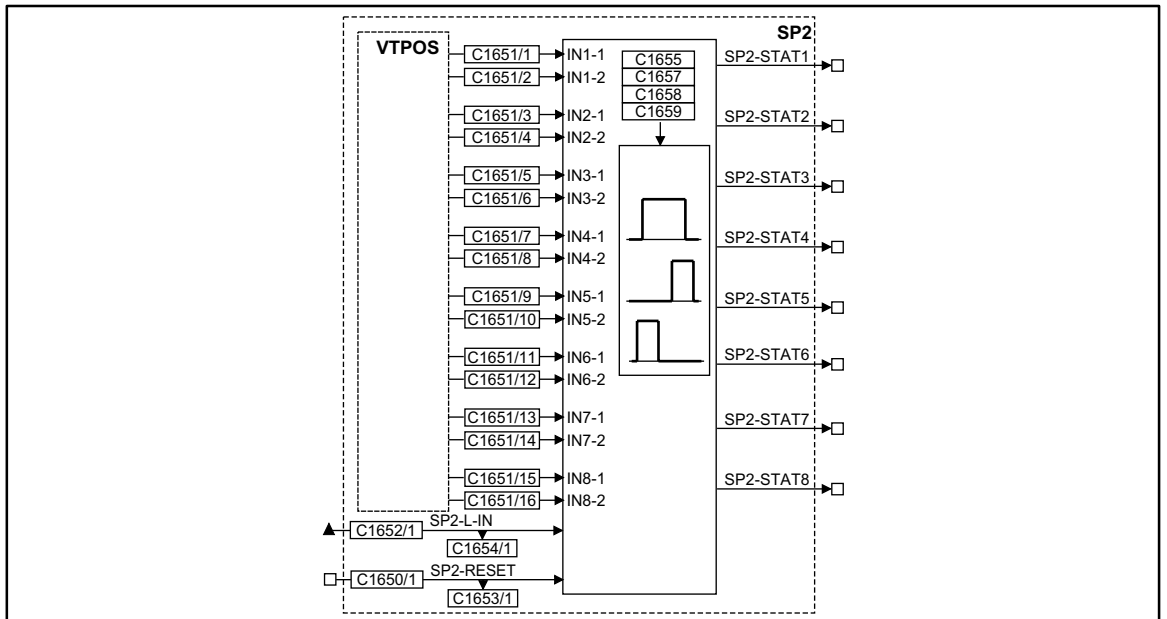 SP2
VTPOS
C1651/1 IN1-1
C1651/2 IN1-2
C1651/3 IN2-1
C1651/4 IN2-2
C1651/5 IN3-1
C1651/6 IN3-2
C1651/7 IN4-1
C1651/8 IN4-2
C1651/9 IN5-1
C1651/10 IN5-2
C1651/11 IN6-1
C1651/12 IN6-2
C1651/13 IN7-1
C1651/14 IN7-2
C1651/15 IN8-1
C1651/16 IN8-2
C1652/1 SP2-L-IN
C1654/1
C1650/1 SP2-RESET
C1653/1
C1655
C1657
C1658
C1659
SP2-STAT1
SP2-STAT2
SP2-STAT3
SP2-STAT4
SP2-STAT5
SP2-STAT6
SP2-STAT7
SP2-STAT8